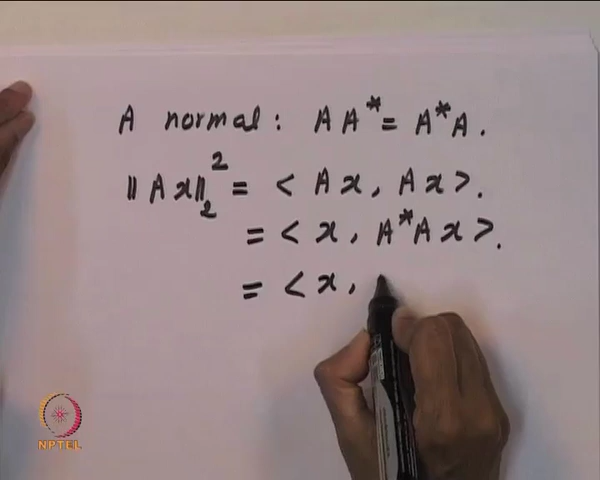 A normal: AA* = A*A.
‖Ax‖₂² = < Ax, Ax >.
= < x, A*Ax >.
= < x,
NPTEL